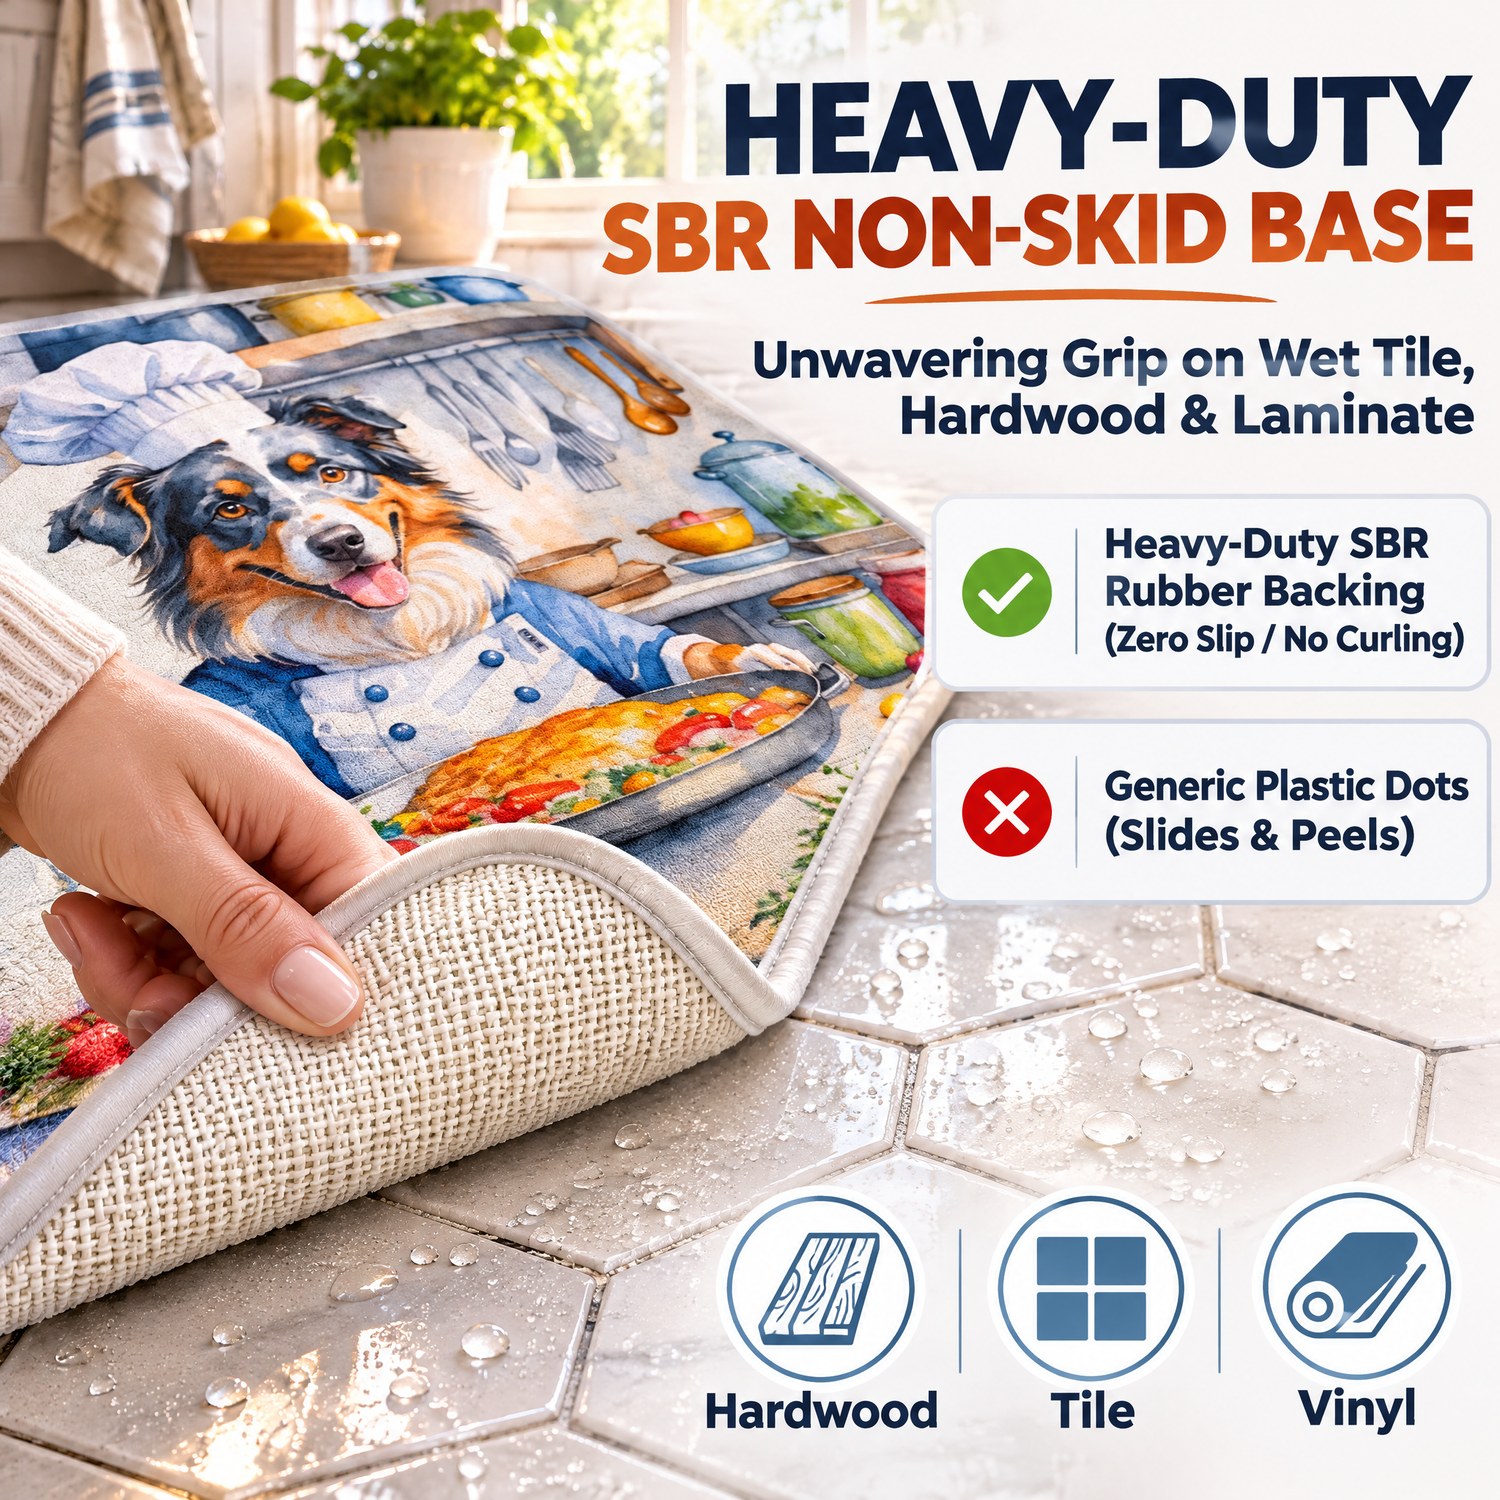 HEAVY-DUTY
SBR NON-SKID BASE
Unwavering Grip on Wet Tile,
Hardwood & Laminate
Heavy-Duty SBR
Rubber Backing
(Zero Slip / No Curling)
Generic Plastic Dots
(Slides & Peels)
Hardwood
Tile
Vinyl